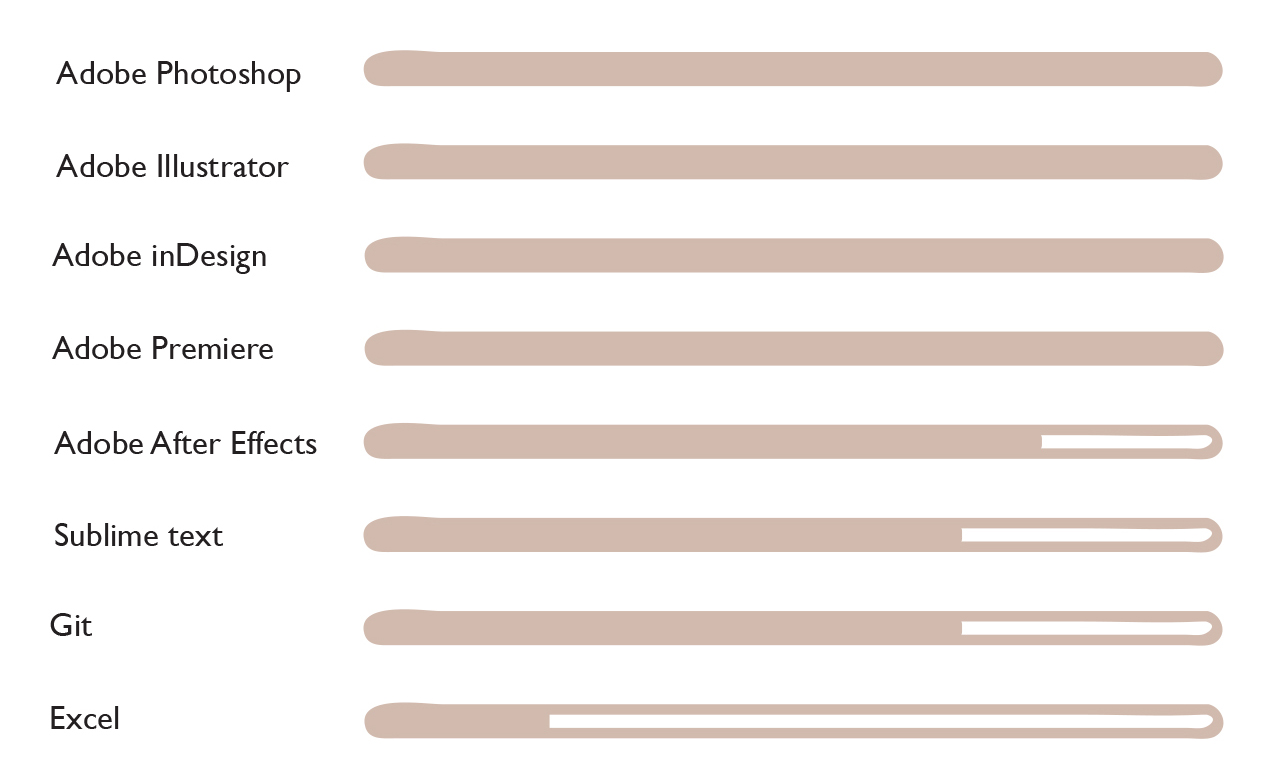 Adobe Photoshop
Adobe Illustrator
Adobe inDesign
Adobe Premiere
Adobe After Effects
Sublime text
Git
Excel